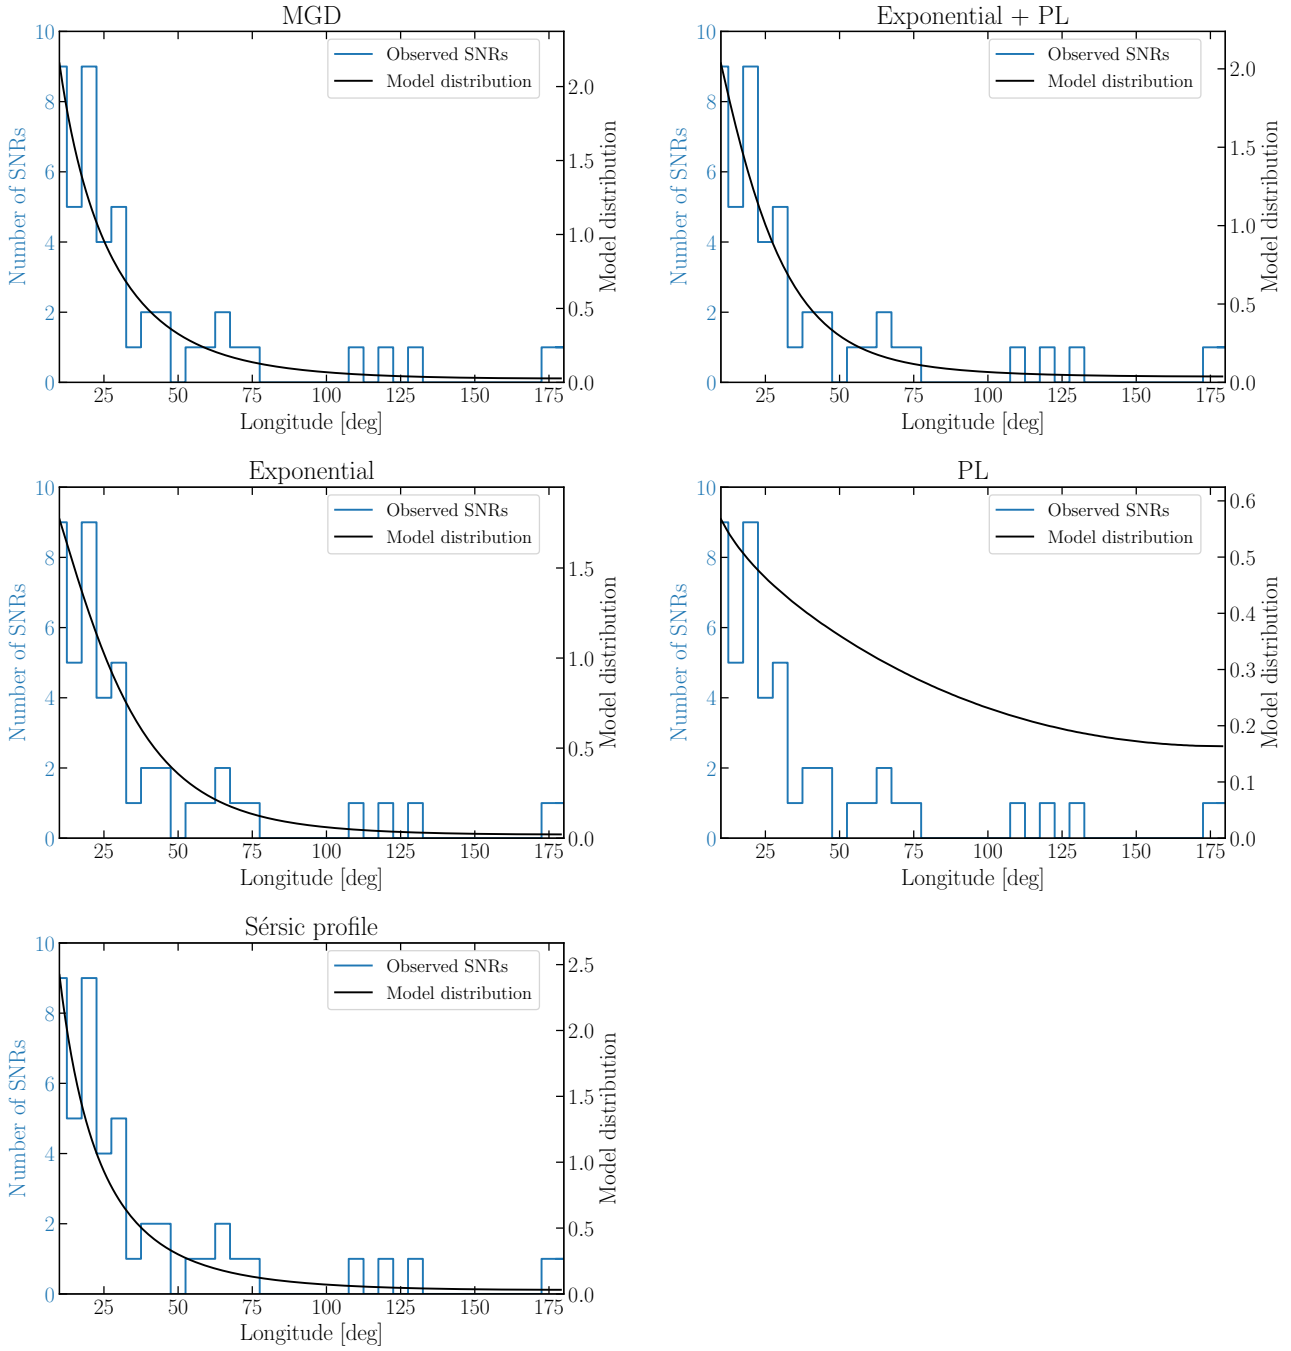 MGD
10
8
6
4
2
0
Number of SNRs
Observed SNRs
Model distribution
2.0
1.5
1.0
0.5
0.0
Model distribution
25 50 75 100 125 150 175
Longitude [deg]
Exponential + PL
10
8
6
4
2
0
Number of SNRs
Observed SNRs
Model distribution
2.0
1.5
1.0
0.5
0.0
Model distribution
25 50 75 100 125 150 175
Longitude [deg]
Exponential
10
8
6
4
2
0
Number of SNRs
Observed SNRs
Model distribution
1.5
1.0
0.5
0.0
Model distribution
25 50 75 100 125 150 175
Longitude [deg]
PL
10
8
6
4
2
0
Number of SNRs
Observed SNRs
Model distribution
0.6
0.5
0.4
0.3
0.2
0.1
0.0
Model distribution
25 50 75 100 125 150 175
Longitude [deg]
Sérsic profile
10
8
6
4
2
0
Number of SNRs
Observed SNRs
Model distribution
2.5
2.0
1.5
1.0
0.5
0.0
Model distribution
25 50 75 100 125 150 175
Longitude [deg]